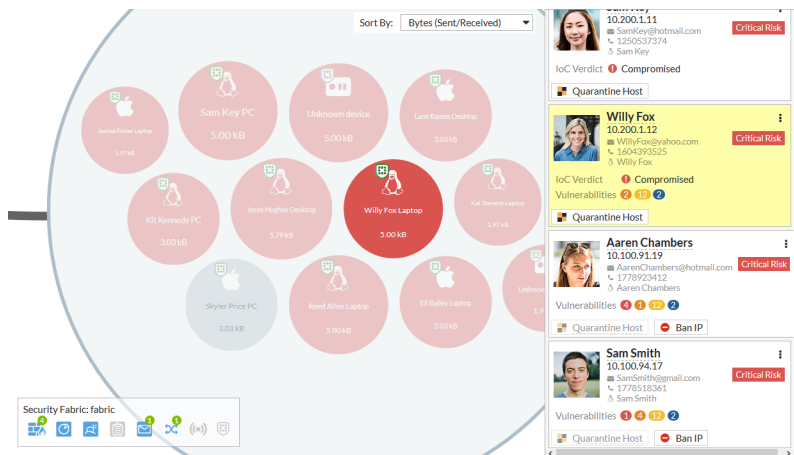 Sort By: Bytes (Sent/Received)
Justice Foster Laptop
1.97 kB
Sam Key PC
5.00 kB
Unknown device
5.00 kB
Lane Ramos Desktop
3.03 kB
Kit Kennedy PC
3.03 kB
Jesse Hughes Desktop
5.79 kB
Willy Fox Laptop
5.00 kB
Kai Stevens Laptop
1.97 kB
Skyler Price PC
3.03 kB
Reed Allen Laptop
5.00 kB
Eli Bailey Laptop
3.03 kB
Security Fabric: fabric
4
1
1
Sam Key
10.200.1.11
SamKey@hotmail.com
1250537374
Sam Key
Critical Risk
IoC Verdict Compromised
Quarantine Host
Willy Fox
10.200.1.12
WillyFox@yahoo.com
1604393525
Willy Fox
Critical Risk
IoC Verdict Compromised
Vulnerabilities 2 12 2
Quarantine Host
Aaren Chambers
10.100.91.19
AarenChambers@hotmail.com
1778923412
Aaren Chambers
Critical Risk
Vulnerabilities 4 1 12 2
Quarantine Host Ban IP
Sam Smith
10.100.94.17
SamSmith@gmail.com
1778518361
Sam Smith
Critical Risk
Vulnerabilities 1 4 12 2
Quarantine Host Ban IP